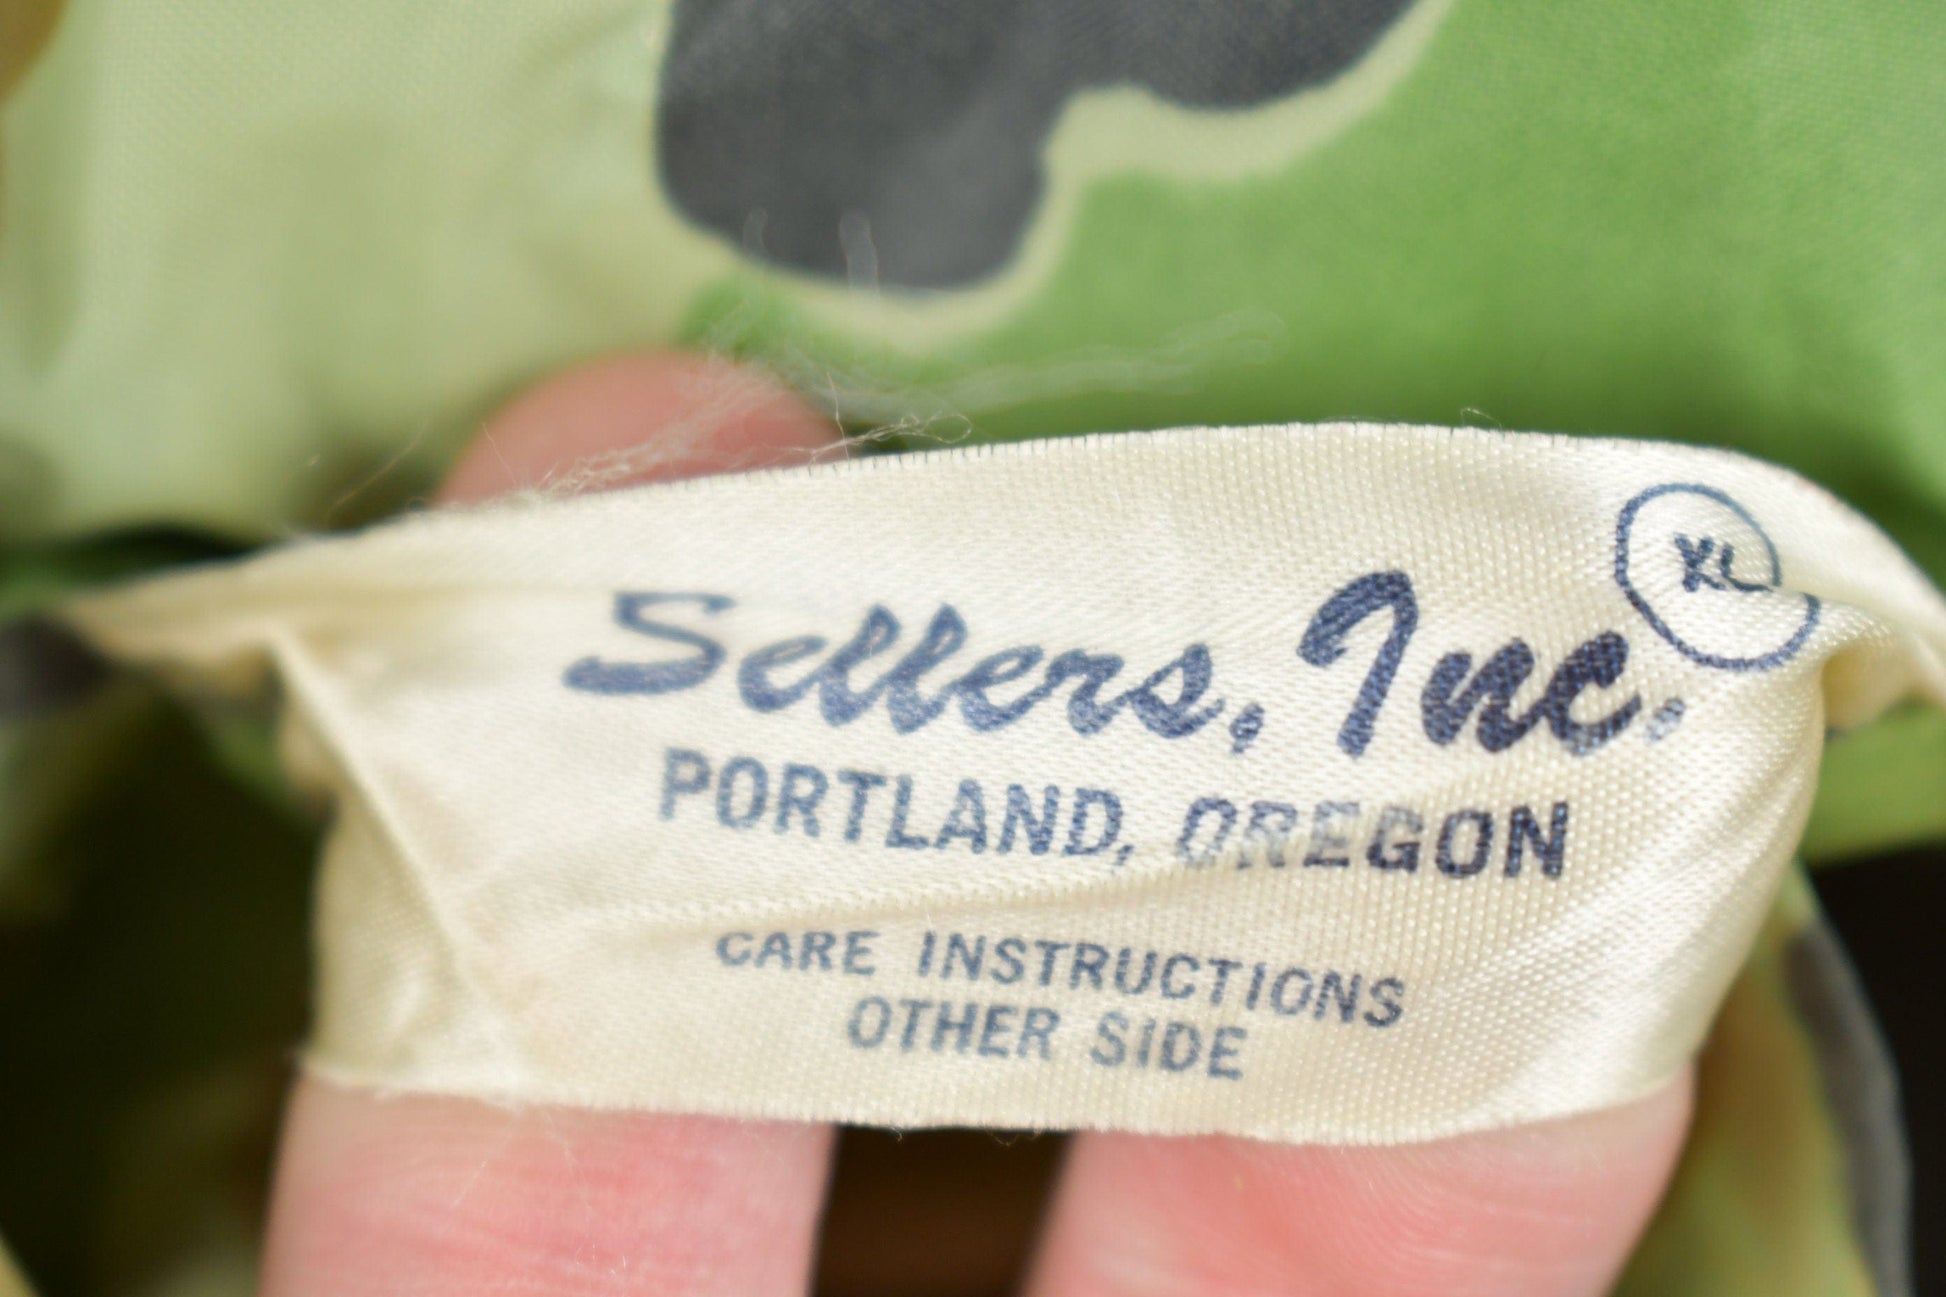 XL
Sellers, Inc.
PORTLAND, OREGON
CARE INSTRUCTIONS
OTHER SIDE